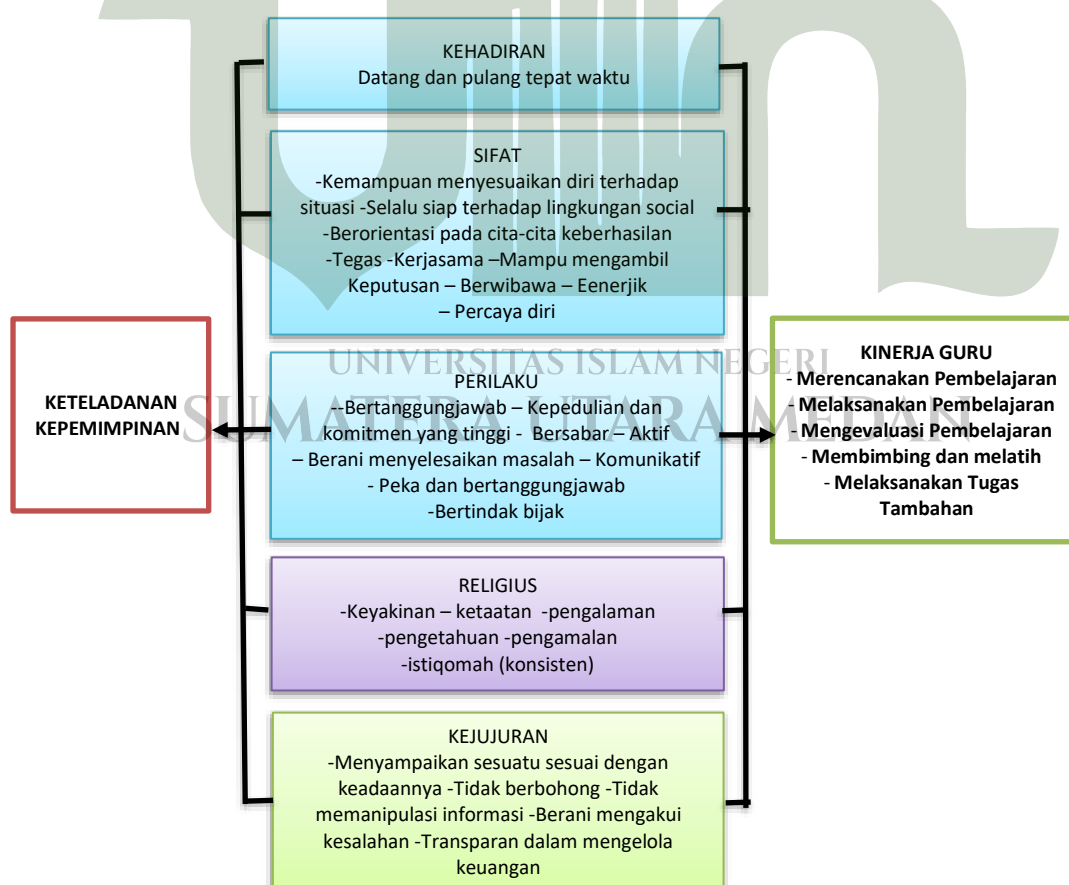 KEHADIRAN
Datang dan pulang tepat waktu
SIFAT
-Kemampuan menyesuaikan diri terhadap
situasi -Selalu siap terhadap lingkungan social
-Berorientasi pada cita-cita keberhasilan
-Tegas -Kerjasama –Mampu mengambil
Keputusan – Berwibawa – Eenerjik
– Percaya diri
KETELADANAN
KEPEMIMPINAN
UNIVERSITAS ISLAM NEGERI
SUMATERA UTARA MEDAN
PERILAKU
--Bertanggungjawab – Kepedulian dan
komitmen yang tinggi - Bersabar – Aktif
– Berani menyelesaikan masalah – Komunikatif
- Peka dan bertanggungjawab
-Bertindak bijak
KINERJA GURU
- Merencanakan Pembelajaran
- Melaksanakan Pembelajaran
- Mengevaluasi Pembelajaran
- Membimbing dan melatih
- Melaksanakan Tugas
Tambahan
RELIGIUS
-Keyakinan – ketaatan -pengalaman
-pengetahuan -pengamalan
-istiqomah (konsisten)
KEJUJURAN
-Menyampaikan sesuatu sesuai dengan
keadaannya -Tidak berbohong -Tidak
memanipulasi informasi -Berani mengakui
kesalahan -Transparan dalam mengelola
keuangan